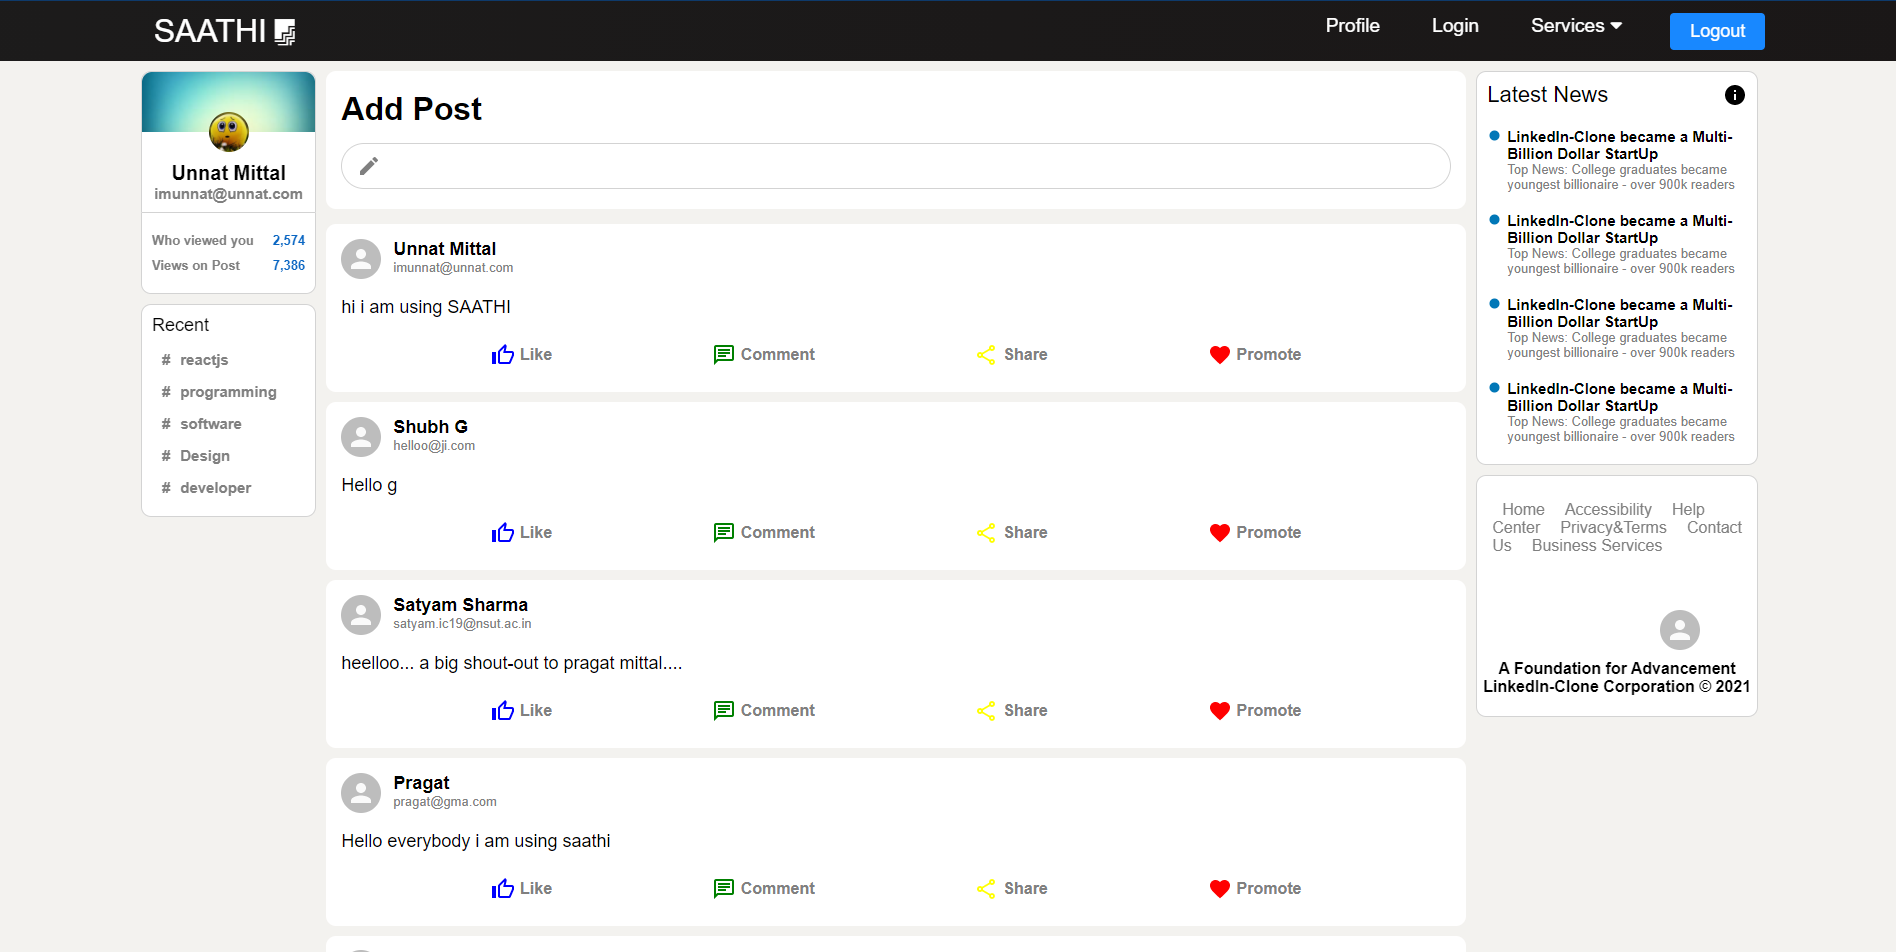 SAATHI
Profile
Login
Services
Logout
Unnat Mittal
imunnat@unnat.com
Who viewed you 2,574
Views on Post 7,386
Recent
# reactjs
# programming
# software
# Design
# developer
Add Post
Unnat Mittal
imunnat@unnat.com
hi i am using SAATHI
Like Comment Share Promote
Shubh G
helloo@ji.com
Hello g
Like Comment Share Promote
Satyam Sharma
satyam.ic19@nsut.ac.in
heelloo... a big shout-out to pragat mittal....
Like Comment Share Promote
Pragat
pragat@gma.com
Hello everybody i am using saathi
Like Comment Share Promote
Latest News
LinkedIn-Clone became a Multi-
Billion Dollar StartUp
Top News: College graduates became
youngest billionaire - over 900k readers
LinkedIn-Clone became a Multi-
Billion Dollar StartUp
Top News: College graduates became
youngest billionaire - over 900k readers
LinkedIn-Clone became a Multi-
Billion Dollar StartUp
Top News: College graduates became
youngest billionaire - over 900k readers
LinkedIn-Clone became a Multi-
Billion Dollar StartUp
Top News: College graduates became
youngest billionaire - over 900k readers
Home Accessibility Help
Center Privacy&Terms Contact
Us Business Services
A Foundation for Advancement
LinkedIn-Clone Corporation © 2021